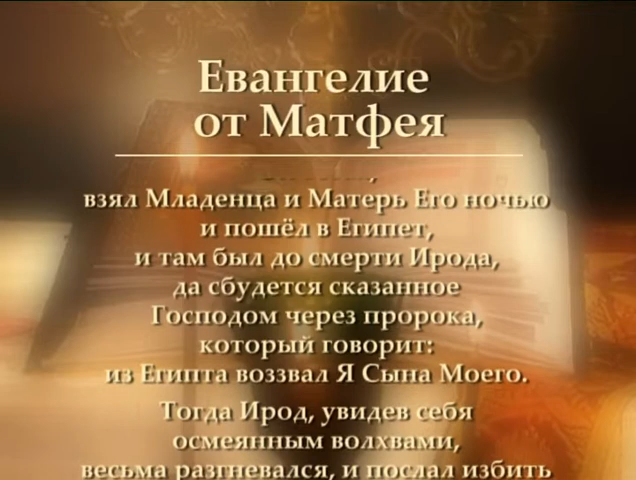 Евангелие
от Матфея
взял Младенца и Матерь Его ночью
и пошёл в Египет,
и там был до смерти Ирода,
да сбудется сказанное
Господом через пророка,
который говорит:
из Египта воззвал Я Сына Моего.
Тогда Ирод, увидев себя
осмеянным волхвами,
весьма разгневался, и послал избить